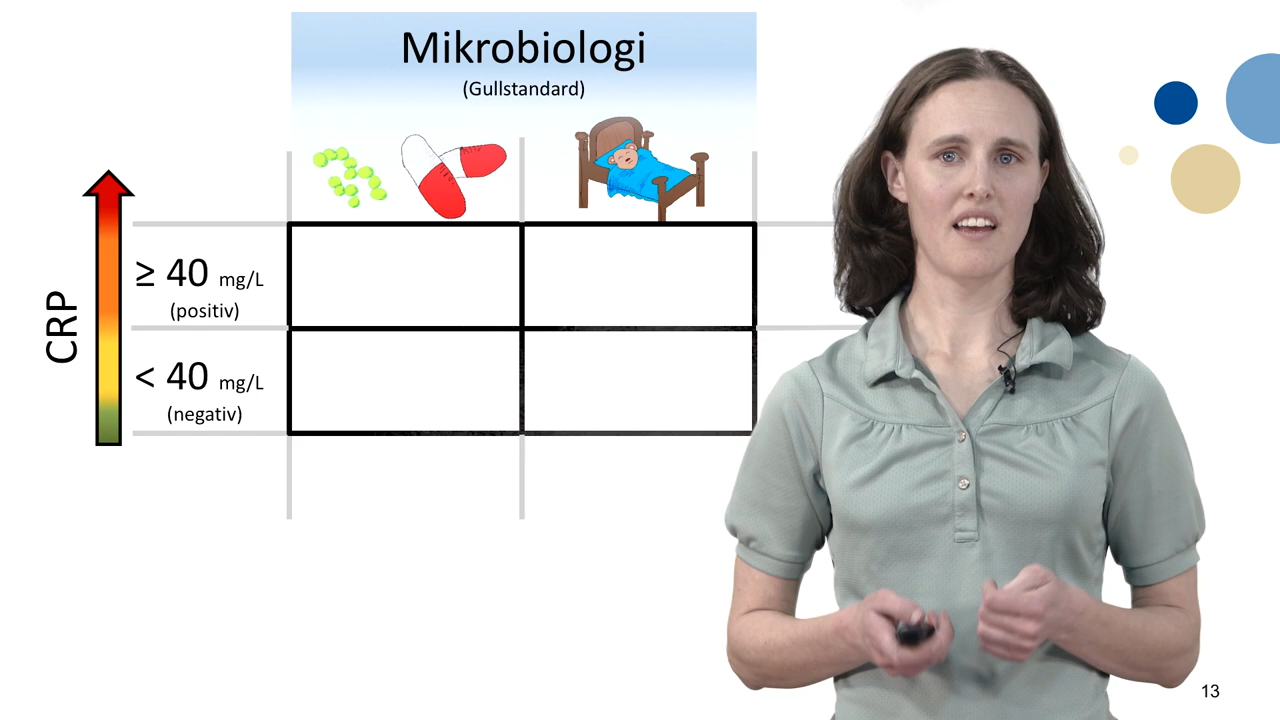 Mikrobiologi
(Gullstandard)
CRP
≥ 40 mg/L
(positiv)
< 40 mg/L
(negativ)
13